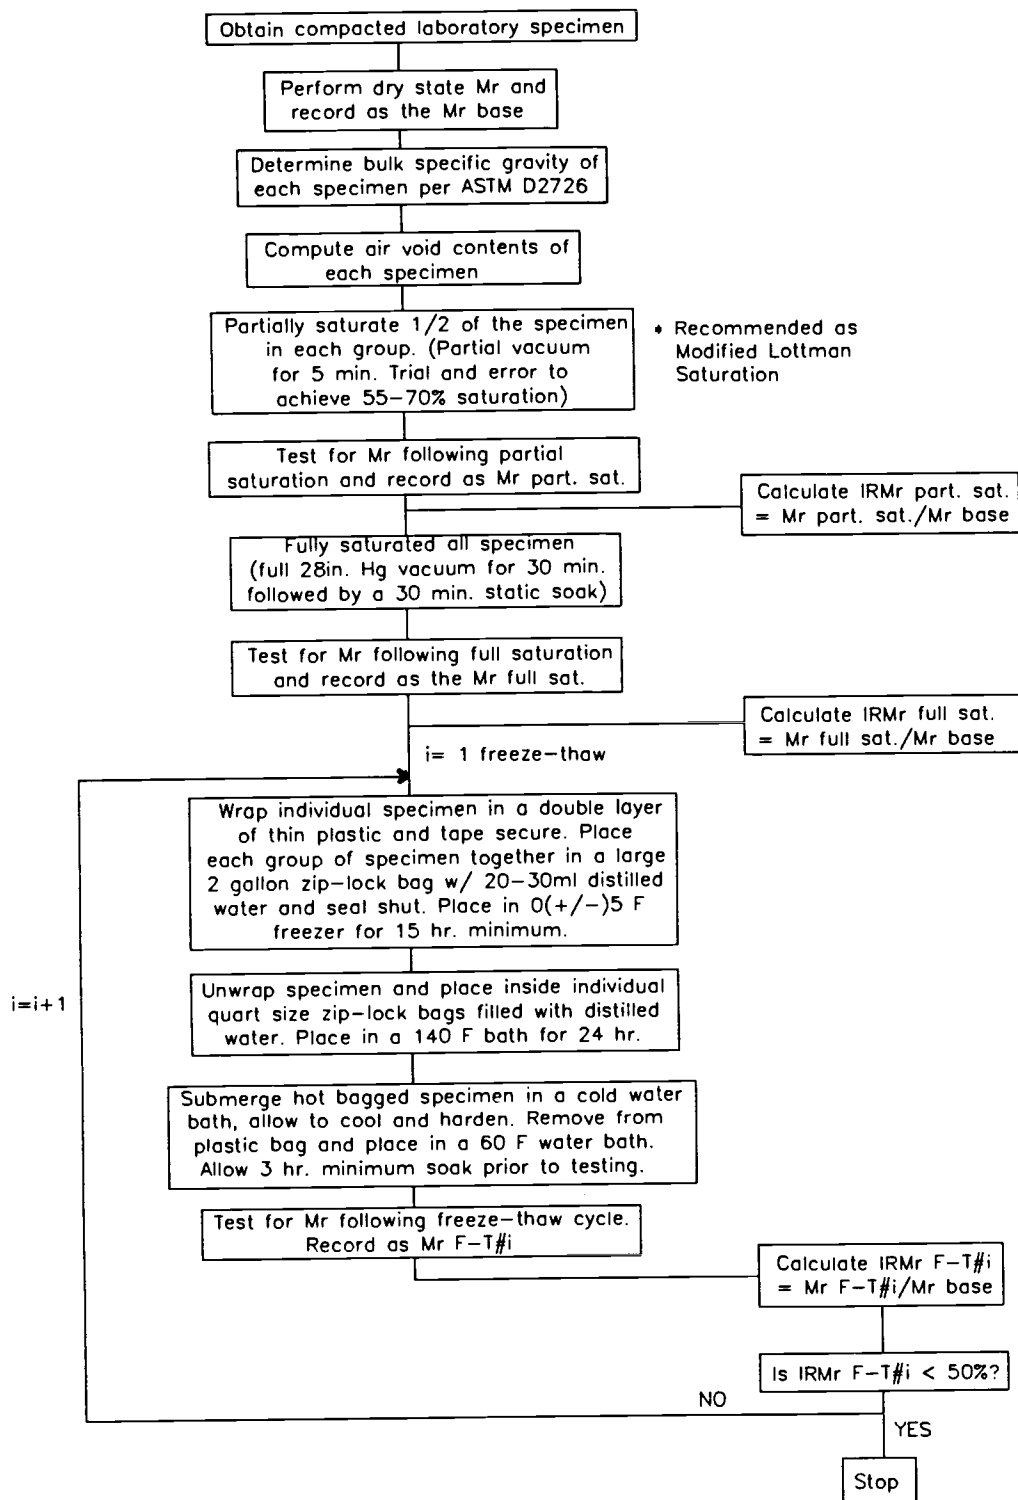 Obtain compacted laboratory specimen
Perform dry state Mr and
record as the Mr base
Determine bulk specific gravity of
each specimen per ASTM D2726
Compute air void contents of
each specimen
Partially saturate 1/2 of the specimen
in each group. (Partial vacuum
for 5 min. Trial and error to
achieve 55-70% saturation)
* Recommended as
Modified Lottman
Saturation
Test for Mr following partial
saturation and record as Mr part. sat.
Calculate IRMr part. sat.
= Mr part. sat./Mr base
Fully saturated all specimen
(full 28in. Hg vacuum for 30 min.
followed by a 30 min. static soak)
Test for Mr following full saturation
and record as the Mr full sat.
Calculate IRMr full sat.
= Mr full sat./Mr base
i= 1 freeze-thaw
Wrap individual specimen in a double layer
of thin plastic and tape secure. Place
each group of specimen together in a large
2 gallon zip-lock bag w/ 20-30ml distilled
water and seal shut. Place in 0(+/-)5 F
freezer for 15 hr. minimum.
i=i+1
Unwrap specimen and place inside individual
quart size zip-lock bags filled with distilled
water. Place in a 140 F bath for 24 hr.
Submerge hot bagged specimen in a cold water
bath, allow to cool and harden. Remove from
plastic bag and place in a 60 F water bath.
Allow 3 hr. minimum soak prior to testing.
Test for Mr following freeze-thaw cycle.
Record as Mr F-T#i
Calculate IRMr F-T#i
= Mr F-T#i/Mr base
Is IRMr F-T#i < 50%?
NO
YES
Stop